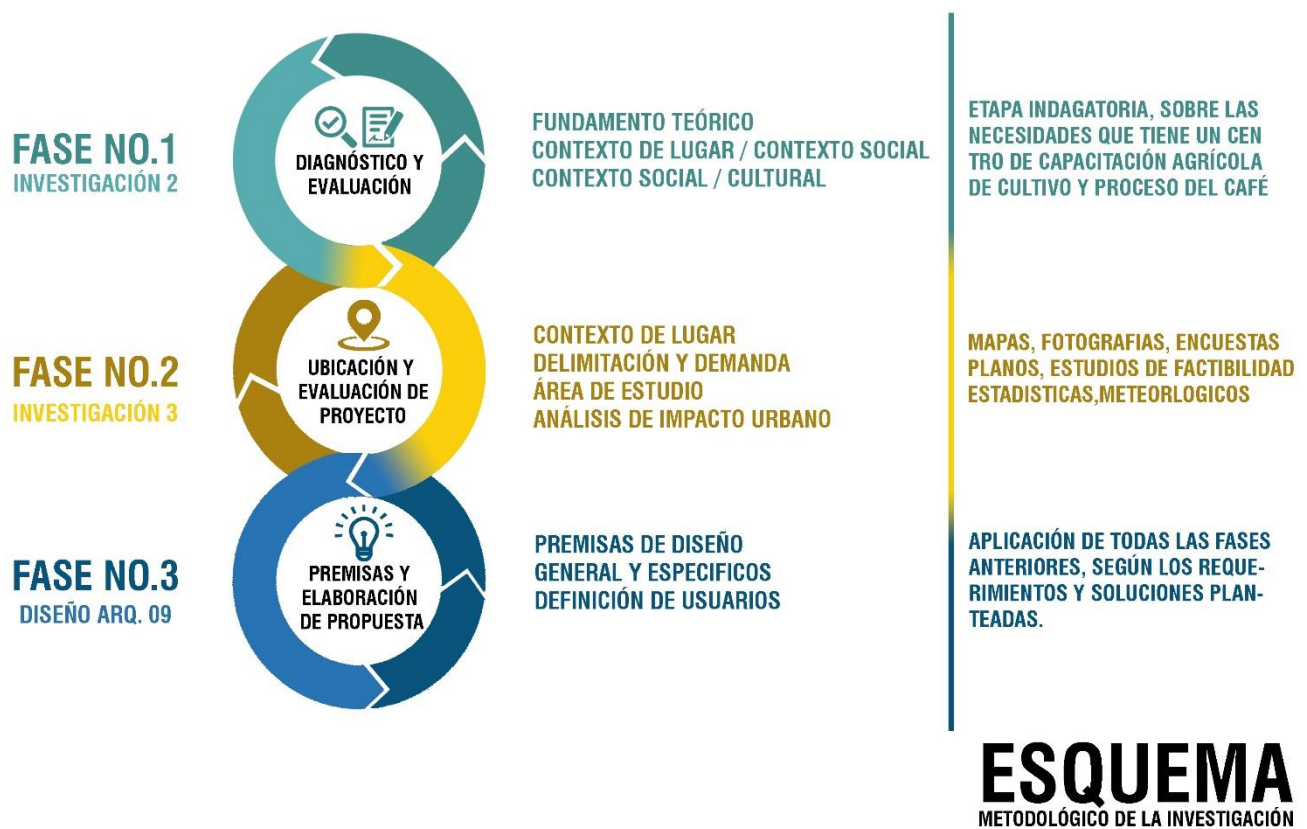 FASE NO.1
INVESTIGACIÓN 2
DIAGNÓSTICO Y
EVALUACIÓN
FUNDAMENTO TEÓRICO
CONTEXTO DE LUGAR / CONTEXTO SOCIAL
CONTEXTO SOCIAL / CULTURAL
ETAPA INDAGATORIA, SOBRE LAS
NECESIDADES QUE TIENE UN CEN
TRO DE CAPACITACIÓN AGRÍCOLA
DE CULTIVO Y PROCESO DEL CAFÉ
FASE NO.2
INVESTIGACIÓN 3
UBICACIÓN Y
EVALUACIÓN DE
PROYECTO
CONTEXTO DE LUGAR
DELIMITACIÓN Y DEMANDA
ÁREA DE ESTUDIO
ANÁLISIS DE IMPACTO URBANO
MAPAS, FOTOGRAFIAS, ENCUESTAS
PLANOS, ESTUDIOS DE FACTIBILIDAD
ESTADISTICAS,METEORLOGICOS
FASE NO.3
DISEÑO ARQ. 09
PREMISAS Y
ELABORACIÓN
DE PROPUESTA
PREMISAS DE DISEÑO
GENERAL Y ESPECIFICOS
DEFINICIÓN DE USUARIOS
APLICACIÓN DE TODAS LAS FASES
ANTERIORES, SEGÚN LOS REQUE-
RIMIENTOS Y SOLUCIONES PLAN-
TEADAS.
ESQUEMA
METODOLÓGICO DE LA INVESTIGACIÓN